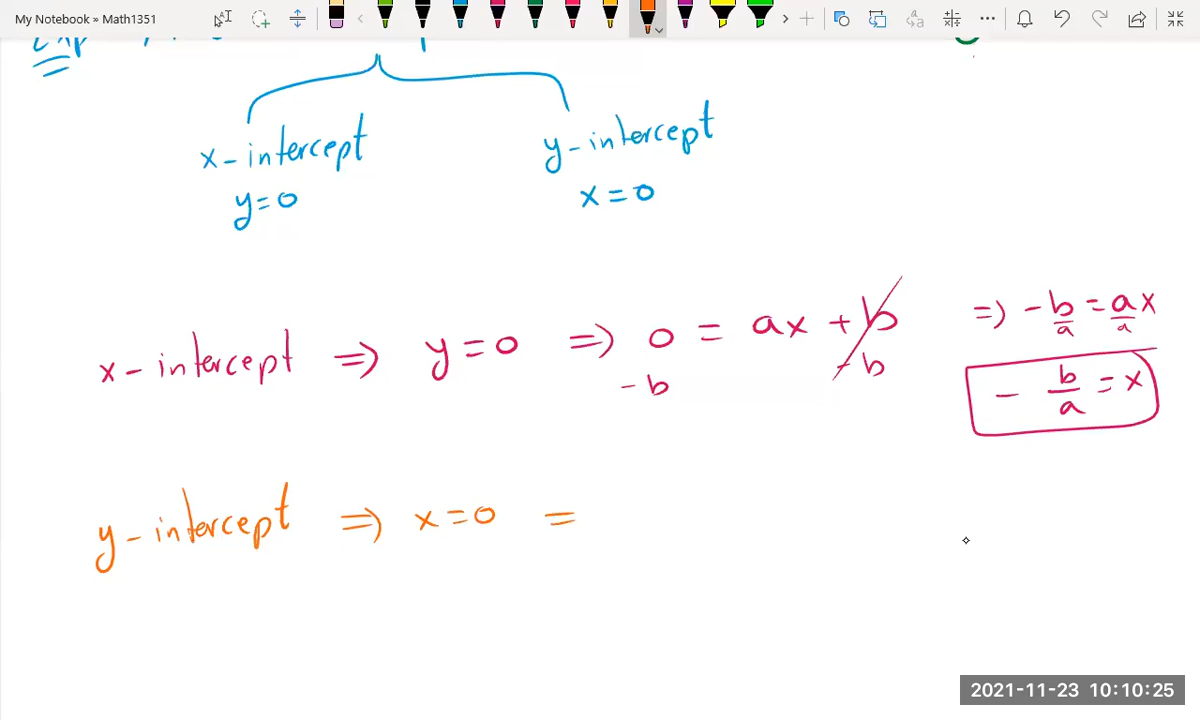 My Notebook » Math1351
Exp
x-intercept
y=0
y-intercept
x=0
x-intercept => y=0 => 0 = ax + b
-b -b
=> -b/a = ax/a
- b/a = x
y-intercept => x=0 =
2021-11-23 10:10:25